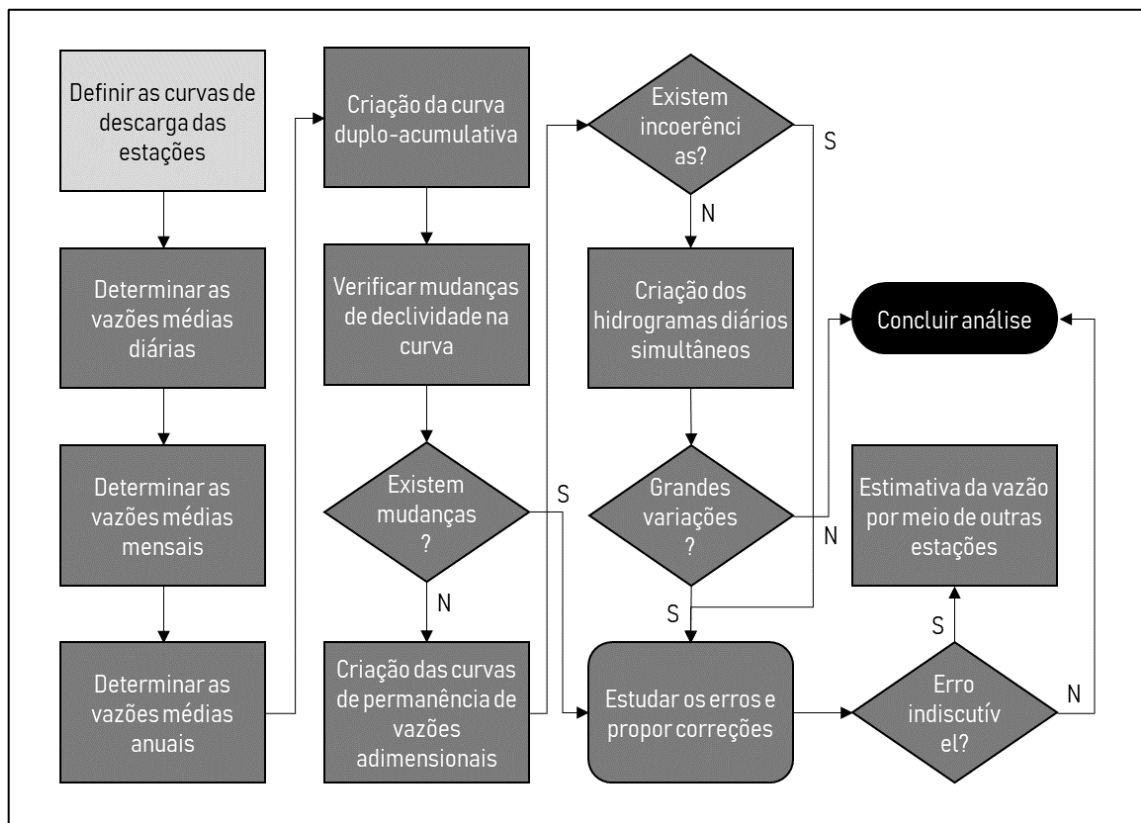 Definir as curvas de
descarga das
estações
Determinar as
vazões médias
diárias
Determinar as
vazões médias
mensais
Determinar as
vazões médias
anuais
Criação da curva
duplo-acumulativa
Verificar mudanças
de declividade na
curva
Existem
mudanças
?
S
N
Criação das curvas
de permanência de
vazões adimensionais
Existem
incoerênci
as?
S
N
Criação dos
hidrogramas diários
simultâneos
Grandes
variações
?
N
S
Estudar os erros e
propor correções
Concluir análise
Estimativa da vazão
por meio de outras
estações
S
Erro
indiscutív
el?
N